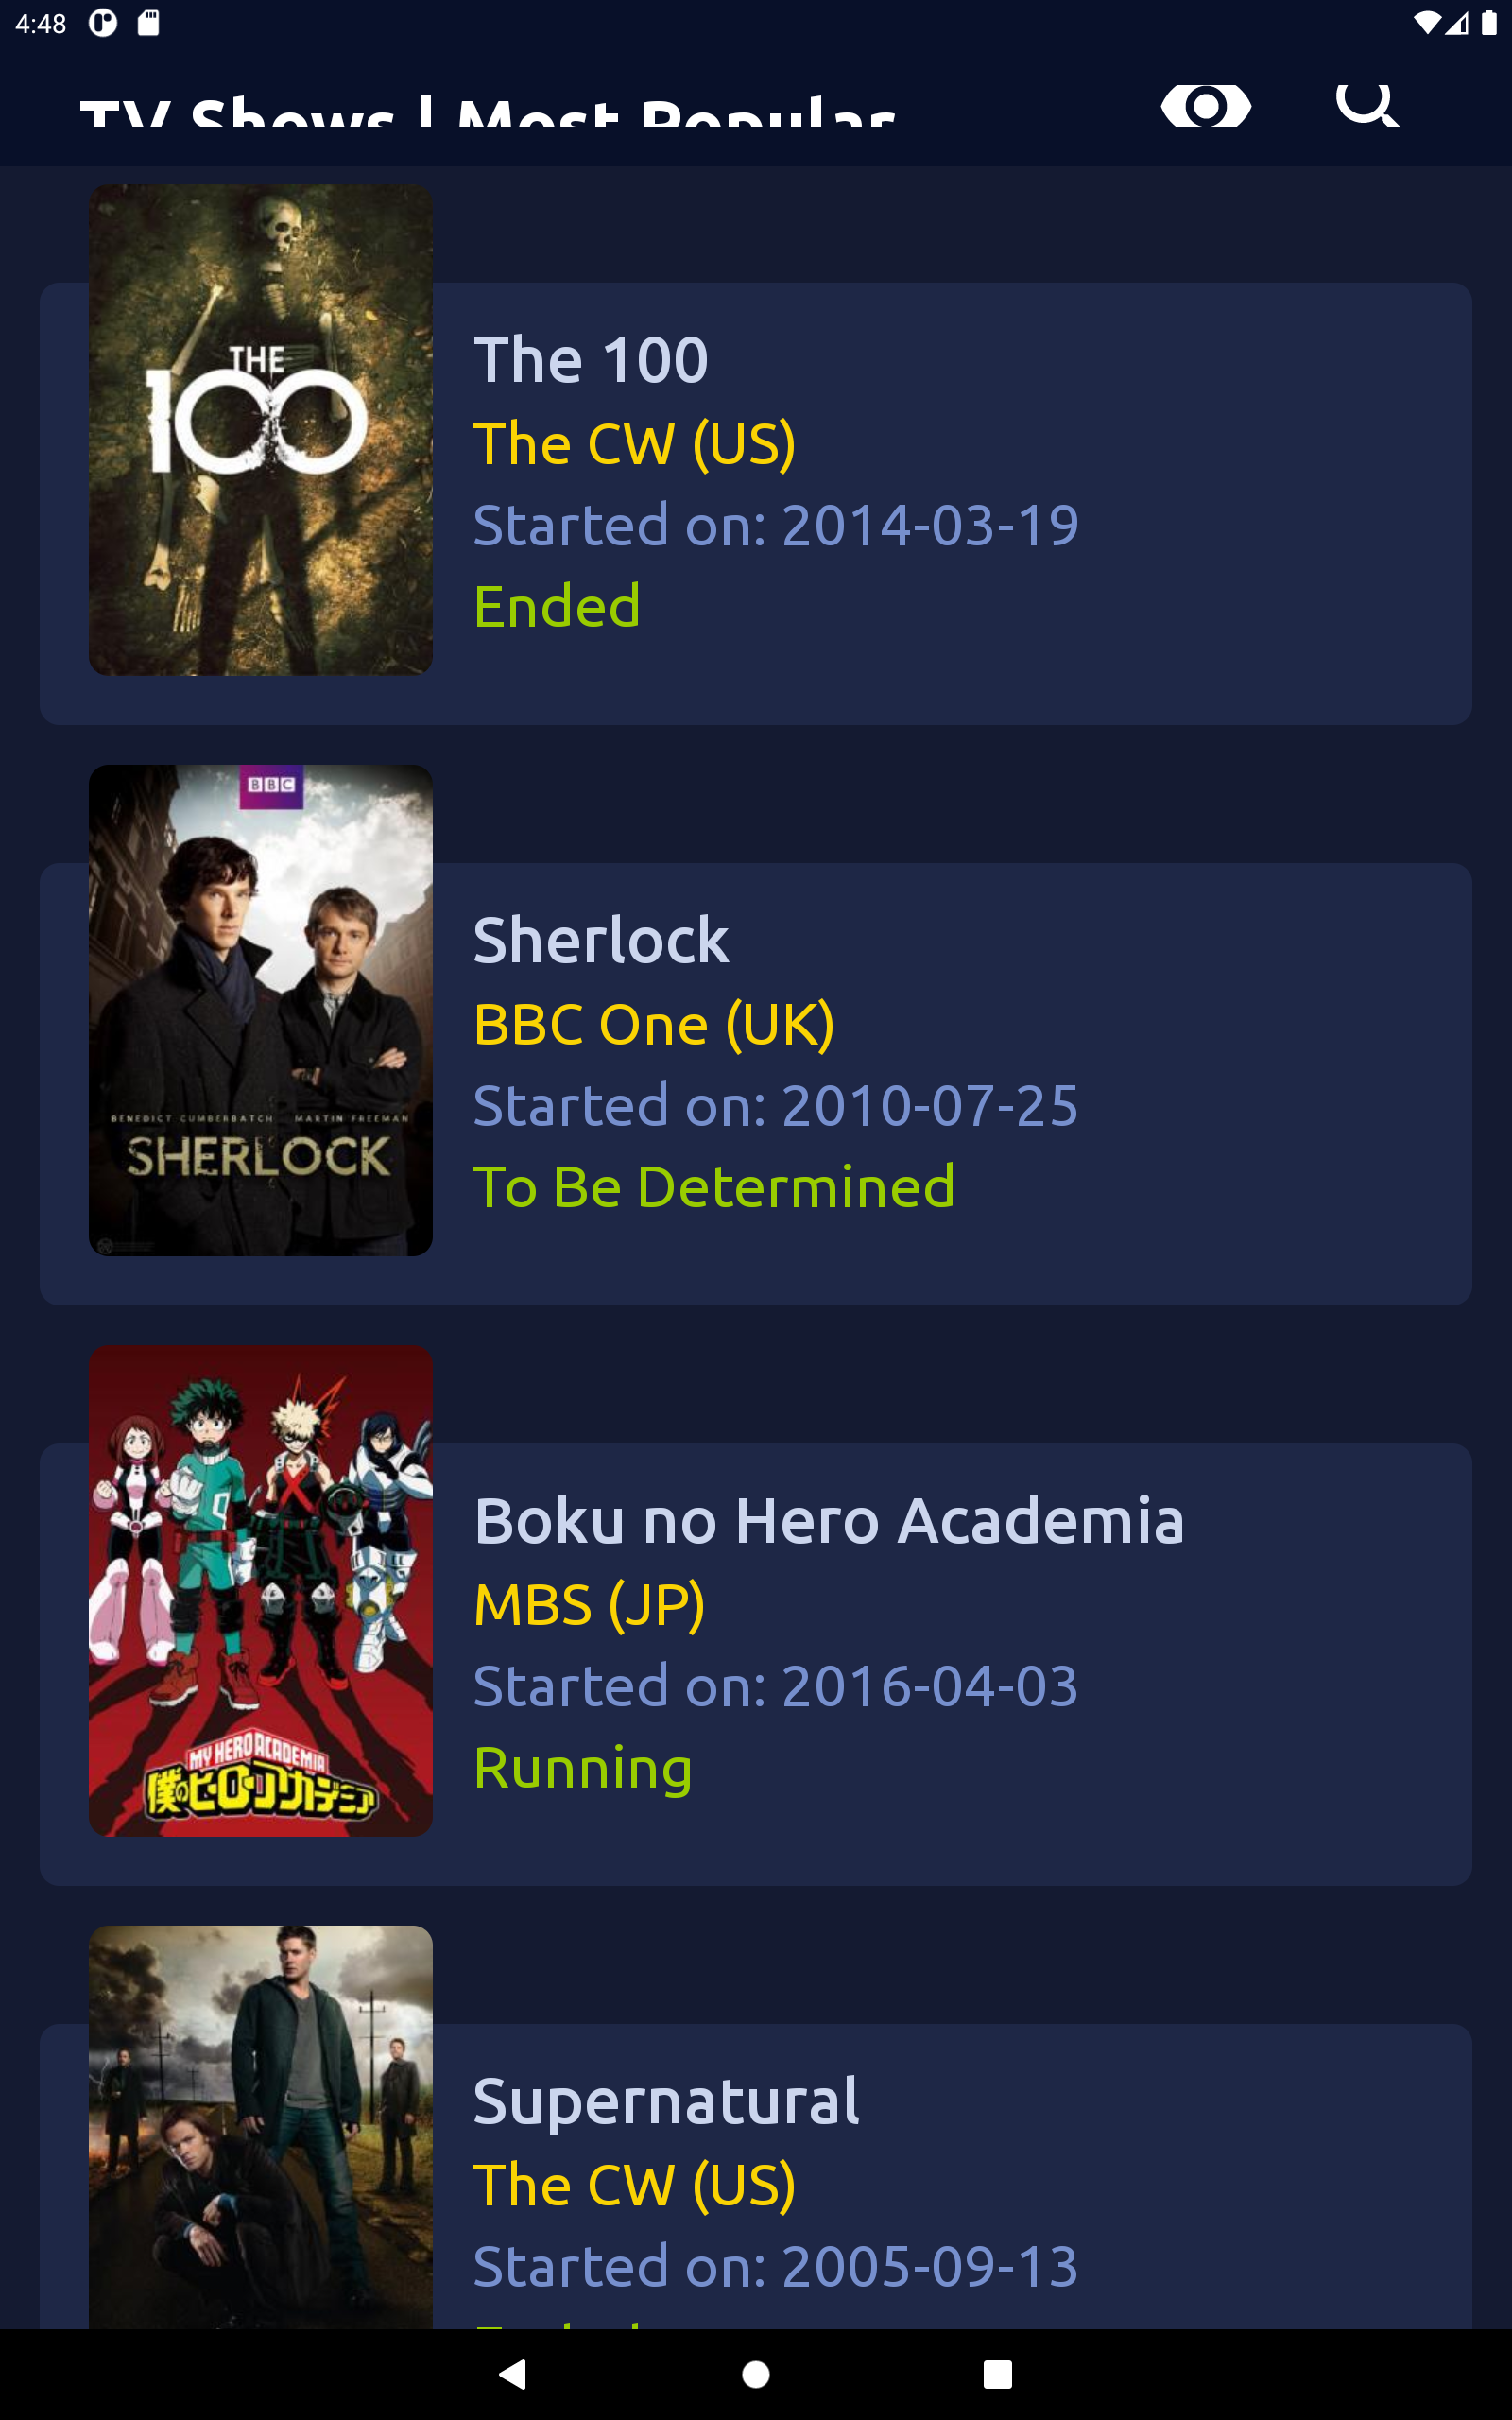 4:48
TV Shows | Most Popular
THE
100
The 100
The CW (US)
Started on: 2014-03-19
Ended
BBC
Sherlock
BBC One (UK)
Started on: 2010-07-25
To Be Determined
BENEDICT CUMBERBATCH MARTIN FREEMAN
SHERLOCK
Boku no Hero Academia
MBS (JP)
Started on: 2016-04-03
Running
MY HERO ACADEMIA
僕のヒーローアカデミア
Supernatural
The CW (US)
Started on: 2005-09-13